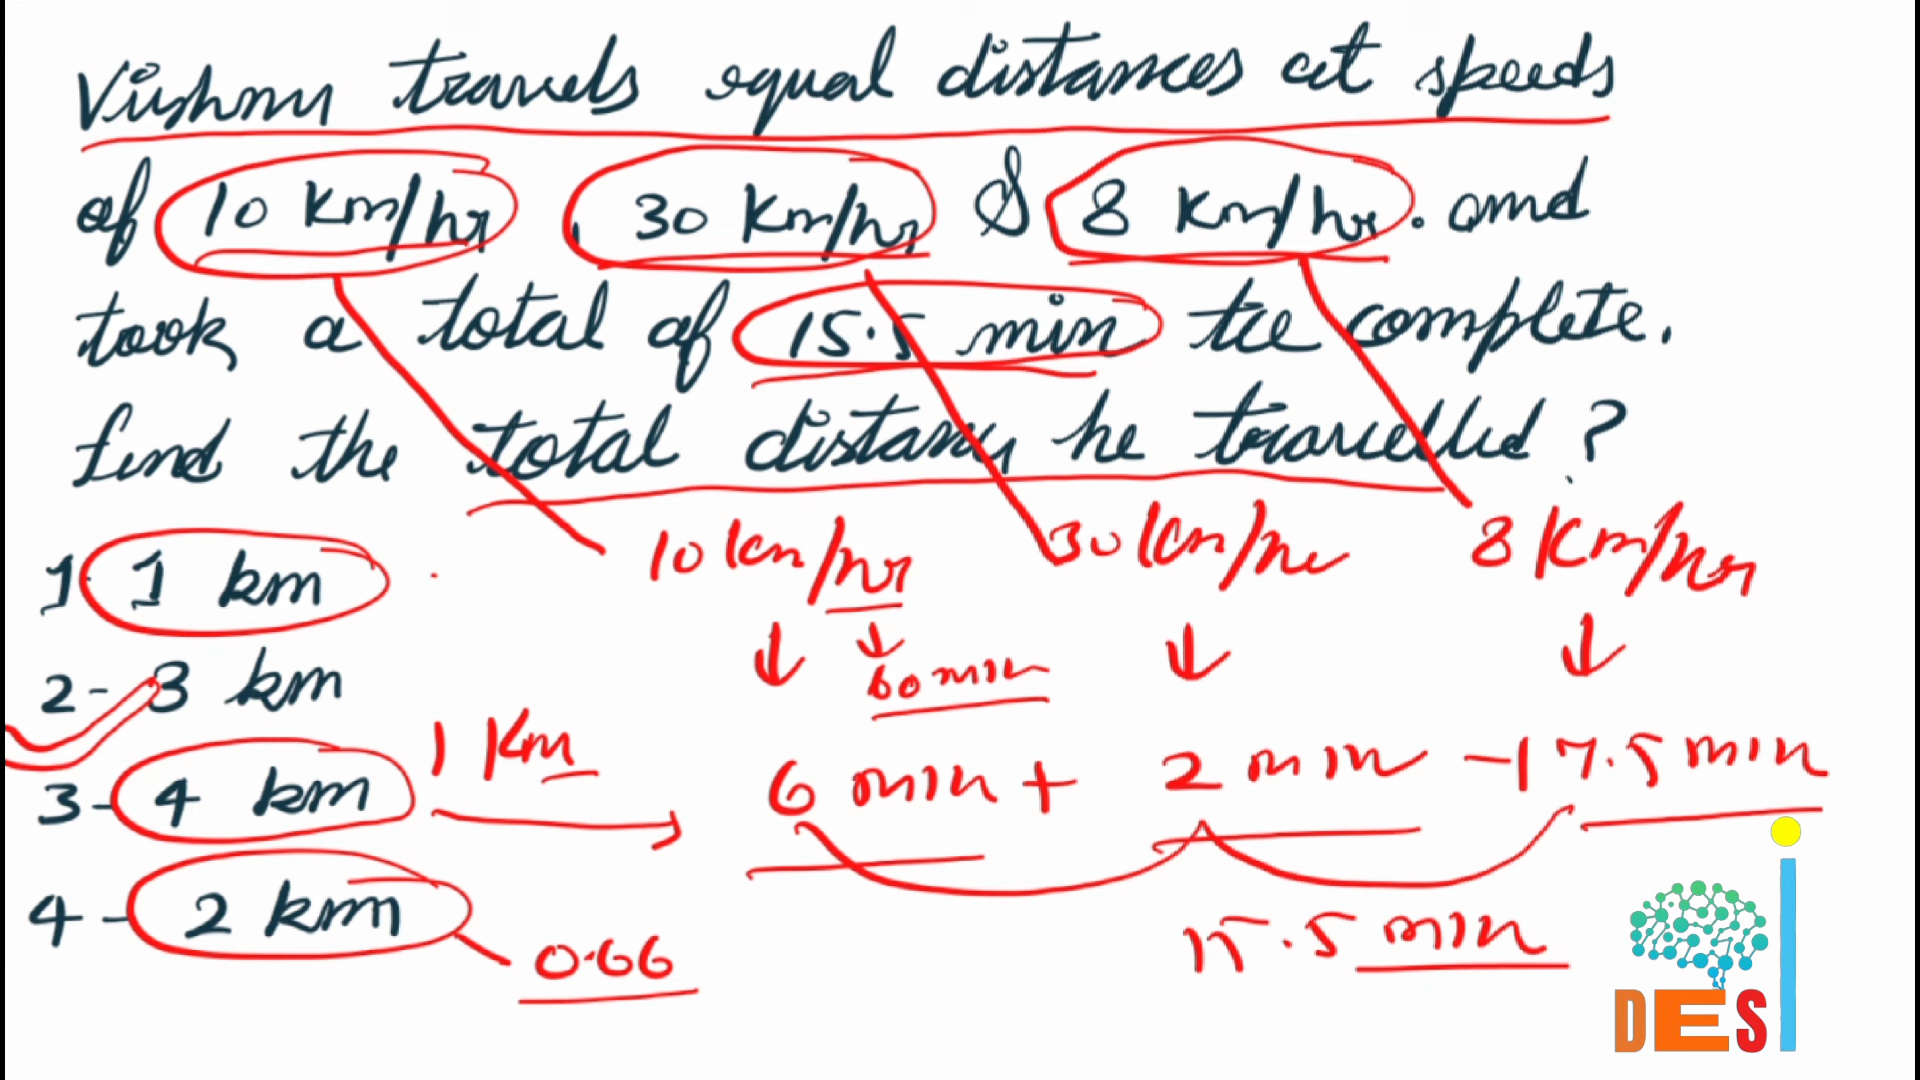 Vishnu travels equal distances at speeds
of 10 km/hr, 30 km/hr & 8 km/hr. and
took a total of 15.5 min to complete.
find the total distance he travelled?
1- 1 km
2- 3 km
3- 4 km
4- 2 km
10 km/hr 30 km/hr 8 km/hr
60 min
1 km
6 min + 2 min - 17.5 min
0.66
15.5 min
DESi